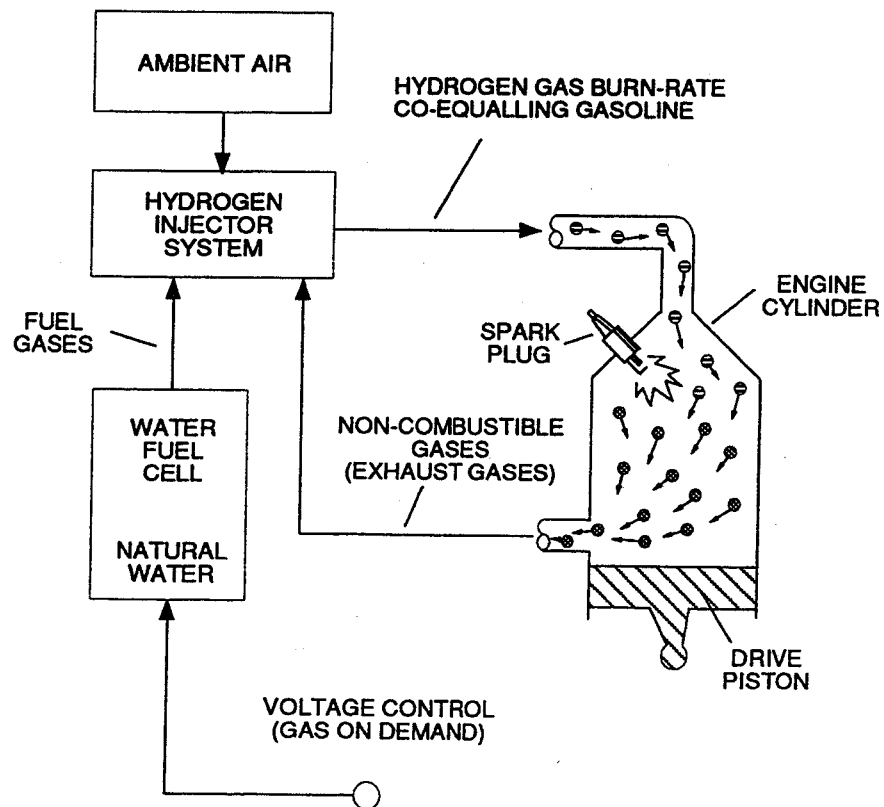 AMBIENT AIR
HYDROGEN GAS BURN-RATE
CO-EQUALLING GASOLINE
HYDROGEN
INJECTOR
SYSTEM
ENGINE
CYLINDER
FUEL
GASES
SPARK
PLUG
WATER
FUEL
CELL
NATURAL
WATER
NON-COMBUSTIBLE
GASES
(EXHAUST GASES)
DRIVE
PISTON
VOLTAGE CONTROL
(GAS ON DEMAND)